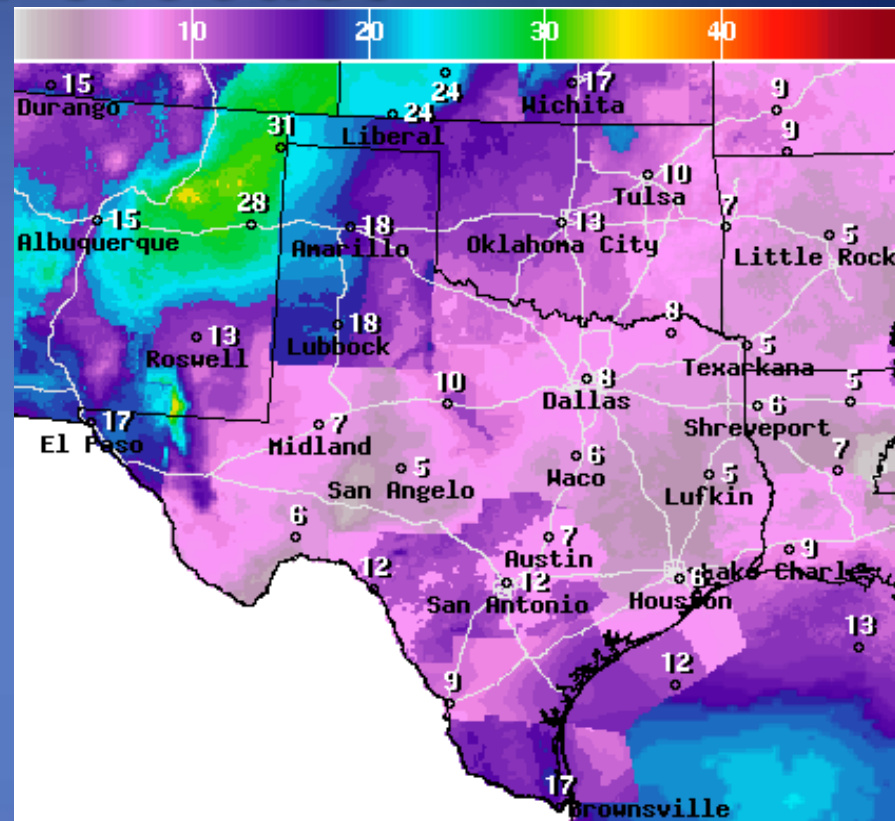 10 20 30 40
15 Durango
24
24 Liberal
17 Wichita
9
9
31
10 Tulsa
15 Albuquerque
28
18 Amarillo
13 Oklahoma City
7
5 Little Rock
13 Roswell
18 Lubbock
8
5 Texarkana
8 Dallas
10
6 Shreveport
5
17 El Paso
7 Midland
5 San Angelo
6 Waco
5 Lufkin
7
6
7 Austin
9 Lake Charles
12
12 San Antonio
6 Houston
13
12
9
17 Brownsville